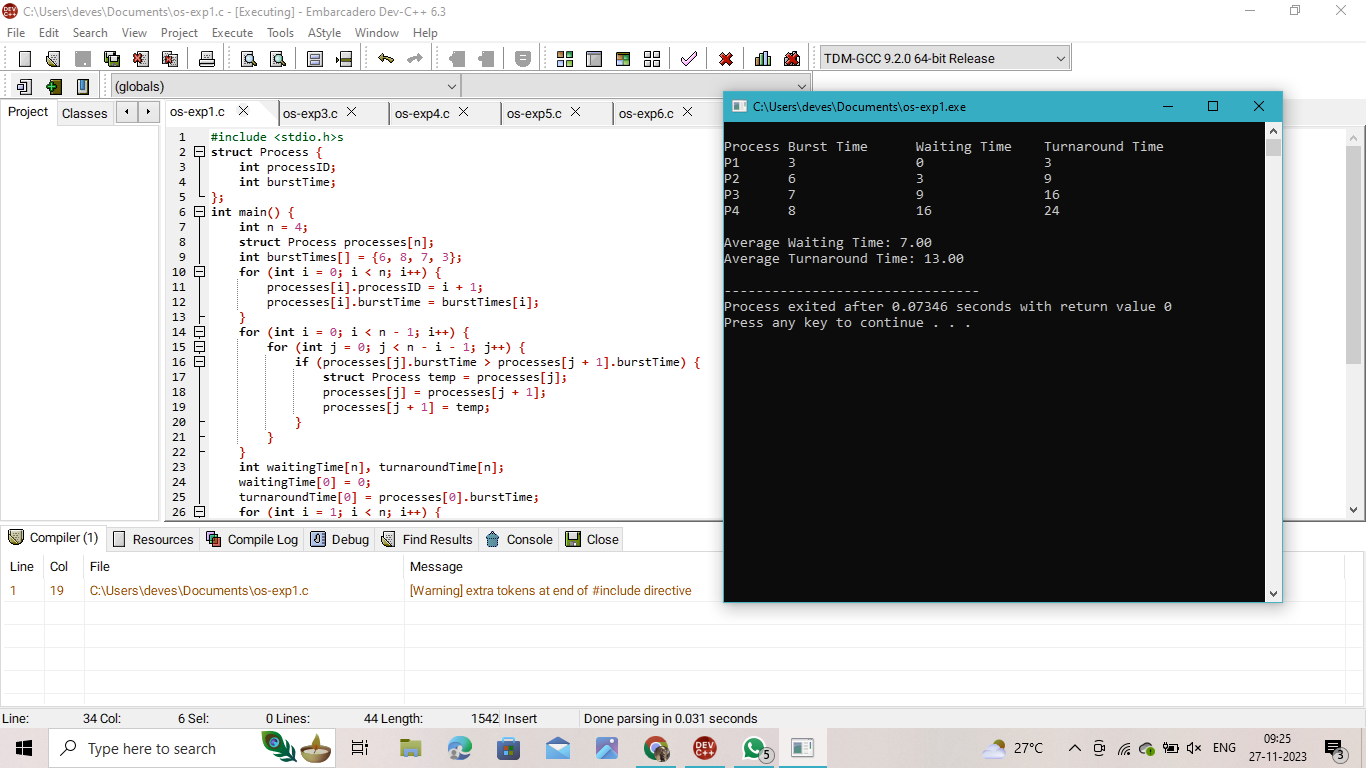 C:\Users\deves\Documents\os-exp1.c - [Executing] - Embarcadero Dev-C++ 6.3
File Edit Search View Project Execute Tools AStyle Window Help
TDM-GCC 9.2.0 64-bit Release
(globals)
Project Classes
os-exp1.c os-exp3.c os-exp4.c os-exp5.c os-exp6.c
1 #include <stdio.h>s
2 struct Process {
3 int processID;
4 int burstTime;
5 };
6 int main() {
7 int n = 4;
8 struct Process processes[n];
9 int burstTimes[] = {6, 8, 7, 3};
10 for (int i = 0; i < n; i++) {
11 processes[i].processID = i + 1;
12 processes[i].burstTime = burstTimes[i];
13 }
14 for (int i = 0; i < n - 1; i++) {
15 for (int j = 0; j < n - i - 1; j++) {
16 if (processes[j].burstTime > processes[j + 1].burstTime) {
17 struct Process temp = processes[j];
18 processes[j] = processes[j + 1];
19 processes[j + 1] = temp;
20 }
21 }
22 }
23 int waitingTime[n], turnaroundTime[n];
24 waitingTime[0] = 0;
25 turnaroundTime[0] = processes[0].burstTime;
26 for (int i = 1; i < n; i++) {
C:\Users\deves\Documents\os-exp1.exe
Process Burst Time Waiting Time Turnaround Time
P1 3 0 3
P2 6 3 9
P3 7 9 16
P4 8 16 24
Average Waiting Time: 7.00
Average Turnaround Time: 13.00
--------------------------------
Process exited after 0.07346 seconds with return value 0
Press any key to continue . . .
Compiler (1) Resources Compile Log Debug Find Results Console Close
Line Col File Message
1 19 C:\Users\deves\Documents\os-exp1.c [Warning] extra tokens at end of #include directive
Line: 34 Col: 6 Sel: 0 Lines: 44 Length: 1542 Insert Done parsing in 0.031 seconds
Type here to search
DEV C++
5
27°C
ENG
09:25
27-11-2023
3